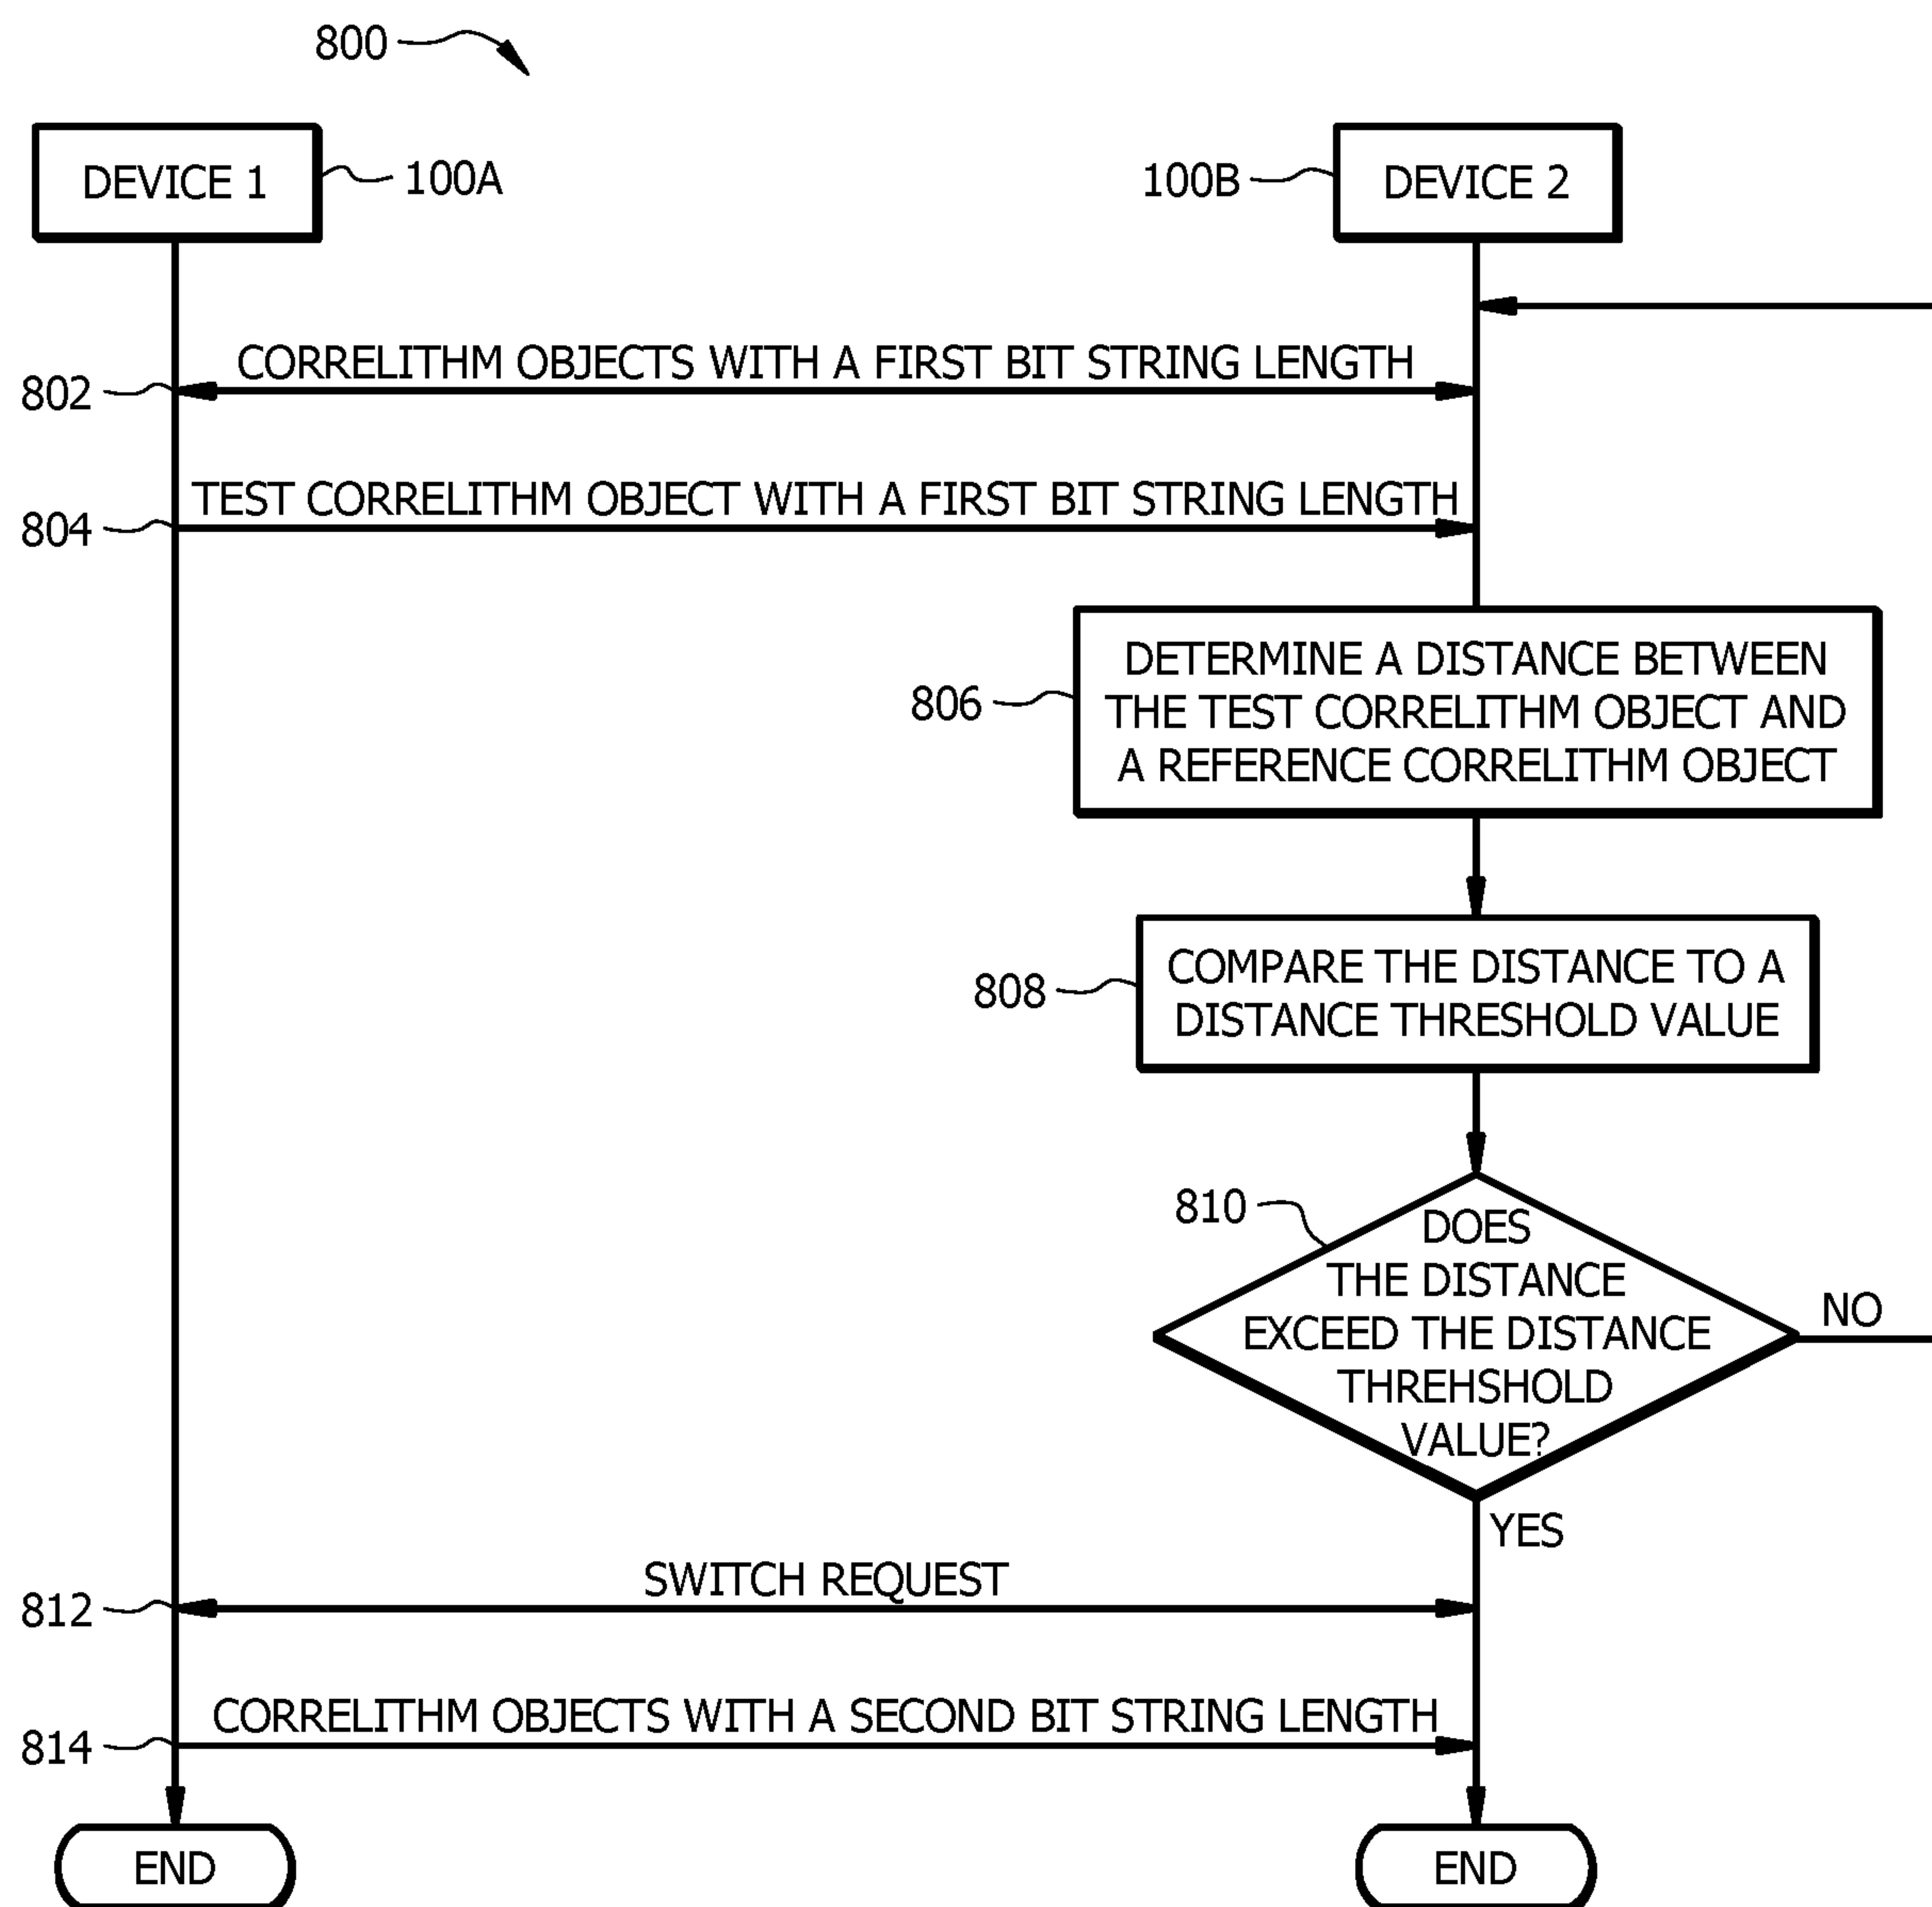 800
DEVICE 1
100A
100B
DEVICE 2
CORRELITHM OBJECTS WITH A FIRST BIT STRING LENGTH
802
TEST CORRELITHM OBJECT WITH A FIRST BIT STRING LENGTH
804
DETERMINE A DISTANCE BETWEEN
THE TEST CORRELITHM OBJECT AND
A REFERENCE CORRELITHM OBJECT
806
COMPARE THE DISTANCE TO A
DISTANCE THRESHOLD VALUE
808
810
DOES
THE DISTANCE
EXCEED THE DISTANCE
THREHSHOLD
VALUE?
NO
YES
SWITCH REQUEST
812
CORRELITHM OBJECTS WITH A SECOND BIT STRING LENGTH
814
END
END